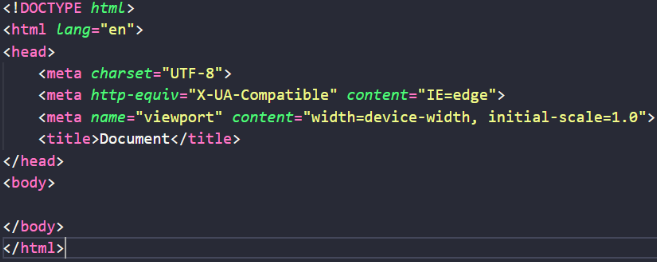 <!DOCTYPE html>
<html lang="en">
<head>
    <meta charset="UTF-8">
    <meta http-equiv="X-UA-Compatible" content="IE=edge">
    <meta name="viewport" content="width=device-width, initial-scale=1.0">
    <title>Document</title>
</head>
<body>

</body>
</html>